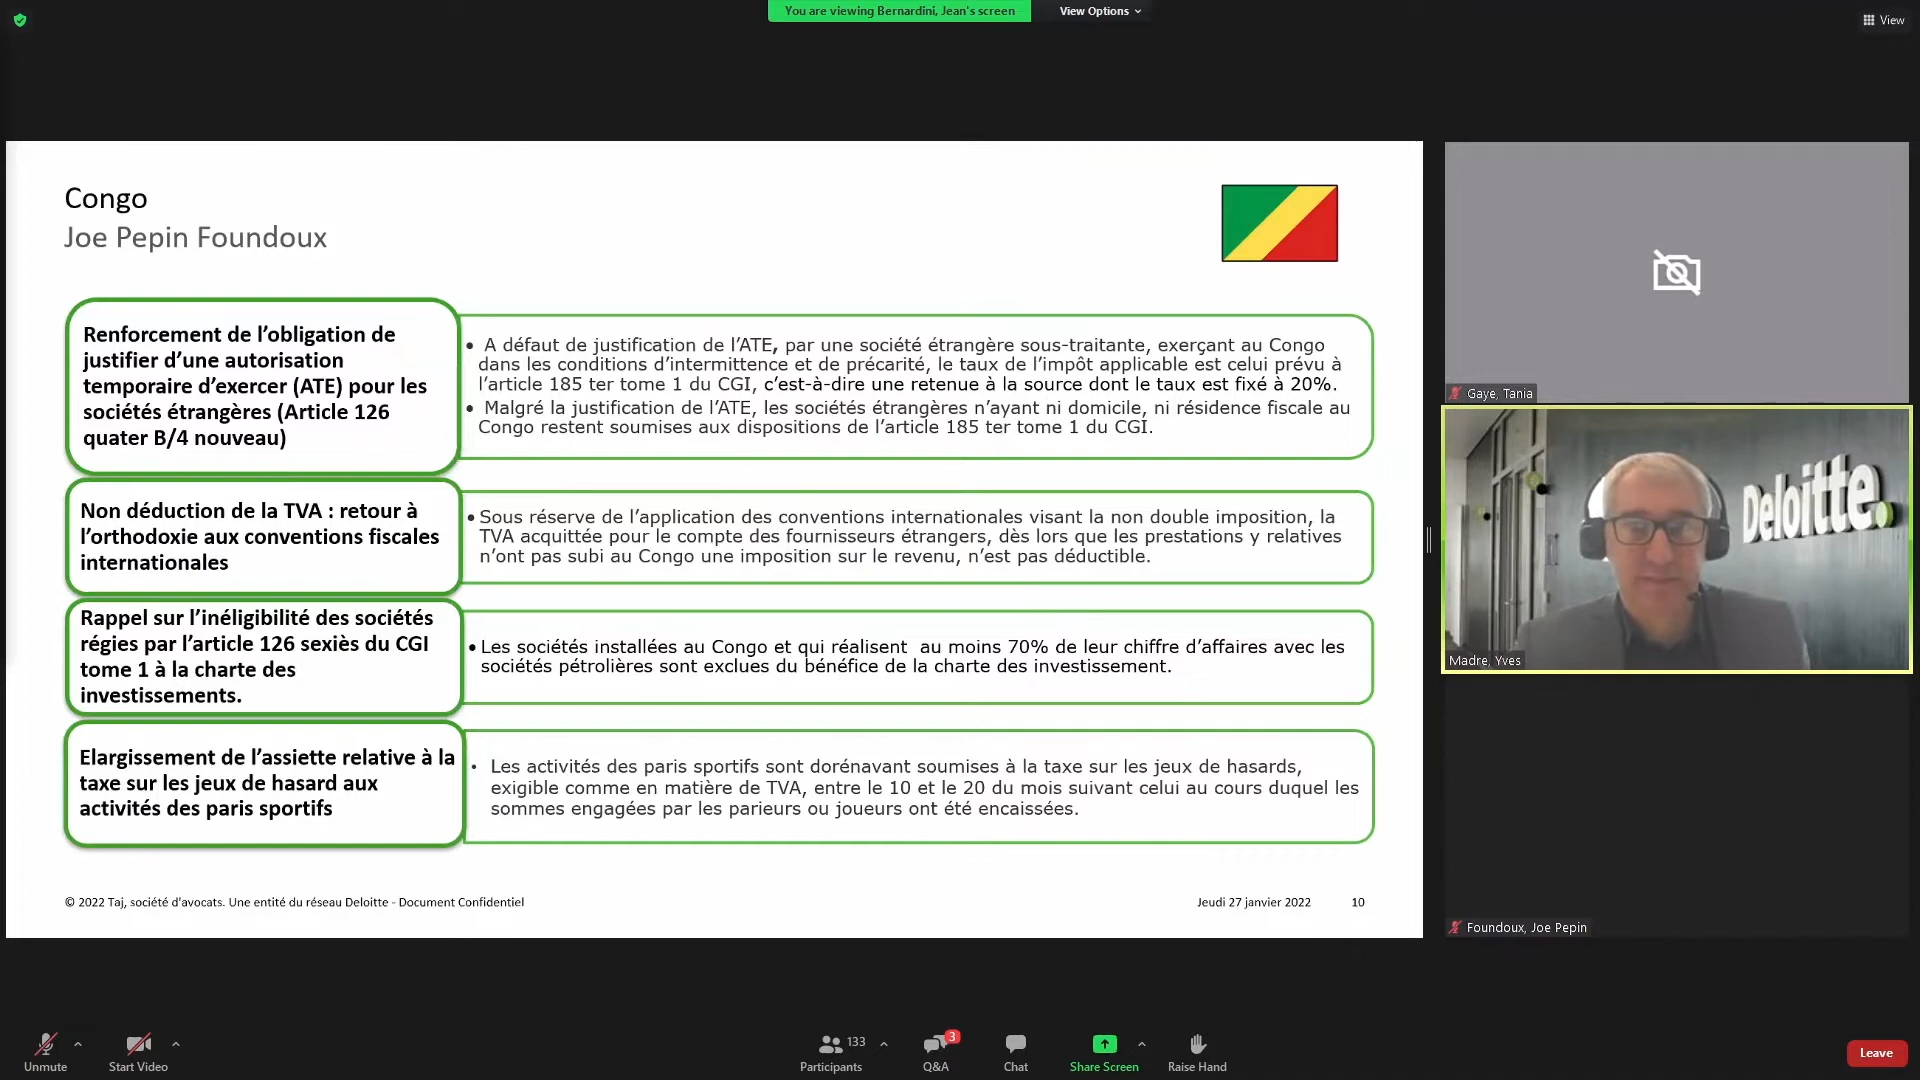 You are viewing Bernardini, Jean's screen
View Options
View
Congo
Joe Pepin Foundoux
Renforcement de l’obligation de
justifier d’une autorisation
temporaire d’exercer (ATE) pour les
sociétés étrangères (Article 126
quater B/4 nouveau)
• A défaut de justification de l’ATE, par une société étrangère sous-traitante, exerçant au Congo
dans les conditions d’intermittence et de précarité, le taux de l’impôt applicable est celui prévu à
l’article 185 ter tome 1 du CGI, c’est-à-dire une retenue à la source dont le taux est fixé à 20%.
• Malgré la justification de l’ATE, les sociétés étrangères n’ayant ni domicile, ni résidence fiscale au
Congo restent soumises aux dispositions de l’article 185 ter tome 1 du CGI.
Non déduction de la TVA : retour à
l’orthodoxie aux conventions fiscales
internationales
• Sous réserve de l’application des conventions internationales visant la non double imposition, la
TVA acquittée pour le compte des fournisseurs étrangers, dès lors que les prestations y relatives
n’ont pas subi au Congo une imposition sur le revenu, n’est pas déductible.
Rappel sur l’inéligibilité des sociétés
régies par l’article 126 sexiès du CGI
tome 1 à la charte des
investissements.
• Les sociétés installées au Congo et qui réalisent au moins 70% de leur chiffre d’affaires avec les
sociétés pétrolières sont exclues du bénéfice de la charte des investissement.
Elargissement de l’assiette relative à la
taxe sur les jeux de hasard aux
activités des paris sportifs
• Les activités des paris sportifs sont dorénavant soumises à la taxe sur les jeux de hasards,
exigible comme en matière de TVA, entre le 10 et le 20 du mois suivant celui au cours duquel les
sommes engagées par les parieurs ou joueurs ont été encaissées.
© 2022 Taj, société d'avocats. Une entité du réseau Deloitte - Document Confidentiel
Jeudi 27 janvier 2022
10
Gaye, Tania
Deloitte.
Madre, Yves
Foundoux, Joe Pepin
Unmute
Start Video
133
Participants
3
Q&A
Chat
Share Screen
Raise Hand
Leave